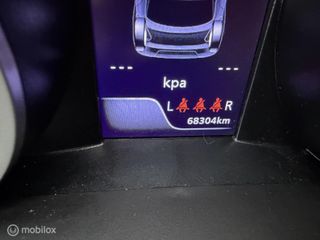 --- ---
kpa
L R
68304km
mobilox